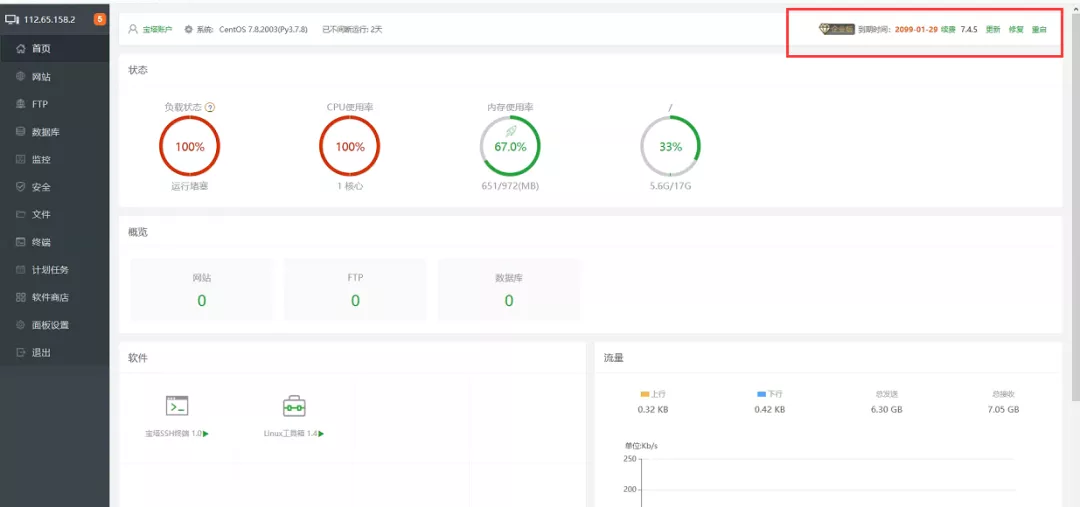 112.65.158.2 5
首页
网站
FTP
数据库
监控
安全
文件
终端
计划任务
软件商店
面板设置
退出
宝塔账户 系统: CentOS 7.8.2003(Py3.7.8) 已不间断运行: 2天
企业版 到期时间: 2099-01-29 续费 7.4.5 更新 修复 重启
状态
负载状态 ? CPU使用率 内存使用率 /
100% 100% 67.0% 33%
运行堵塞 1 核心 651/972(MB) 5.6G/17G
概览
网站 FTP 数据库
0 0 0
软件
宝塔SSH终端 1.0 Linux工具箱 1.4
流量
上行 下行 总发送 总接收
0.32 KB 0.42 KB 6.30 GB 7.05 GB
单位:Kb/s
250
200